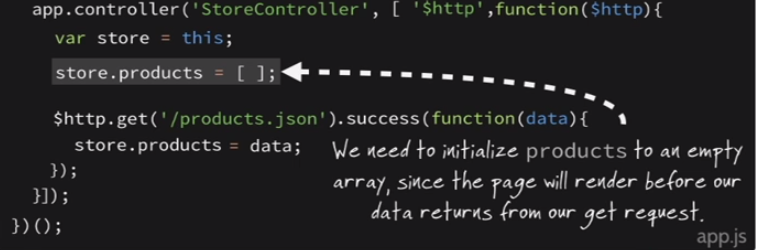 app.controller('StoreController', [ '$http',function($http){
var store = this;
store.products = [ ];
$http.get('/products.json').success(function(data){
store.products = data;
});
}]);
})();
We need to initialize products to an empty
array, since the page will render before our
data returns from our get request.
app.js